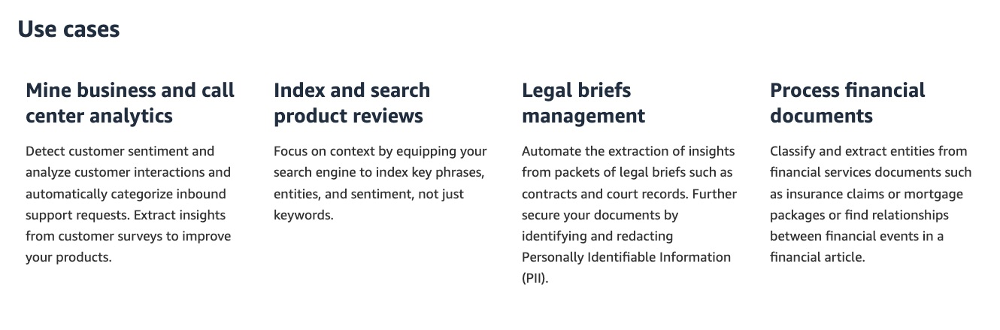 Use cases
Mine business and call
center analytics
Detect customer sentiment and
analyze customer interactions and
automatically categorize inbound
support requests. Extract insights
from customer surveys to improve
your products.
Index and search
product reviews
Focus on context by equipping your
search engine to index key phrases,
entities, and sentiment, not just
keywords.
Legal briefs
management
Automate the extraction of insights
from packets of legal briefs such as
contracts and court records. Further
secure your documents by
identifying and redacting
Personally Identifiable Information
(PII).
Process financial
documents
Classify and extract entities from
financial services documents such
as insurance claims or mortgage
packages or find relationships
between financial events in a
financial article.